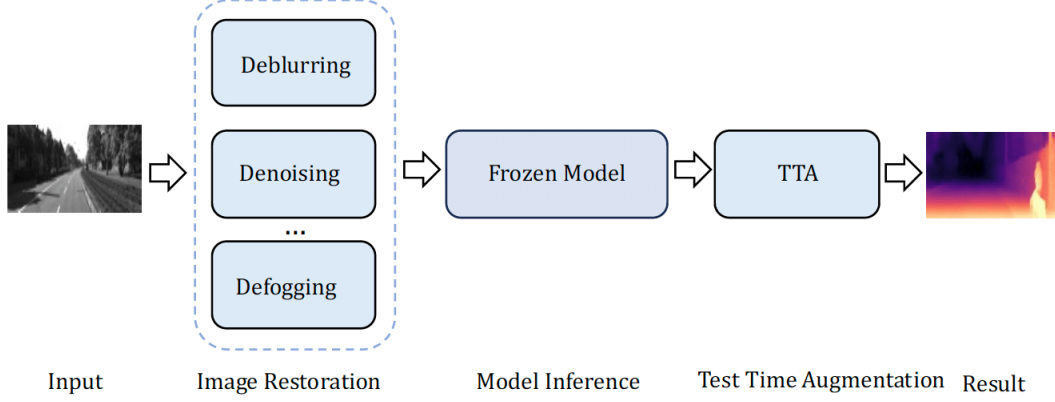 Deblurring
Denoising
...
Defogging
Frozen Model
TTA
Input
Image Restoration
Model Inference
Test Time Augmentation
Result